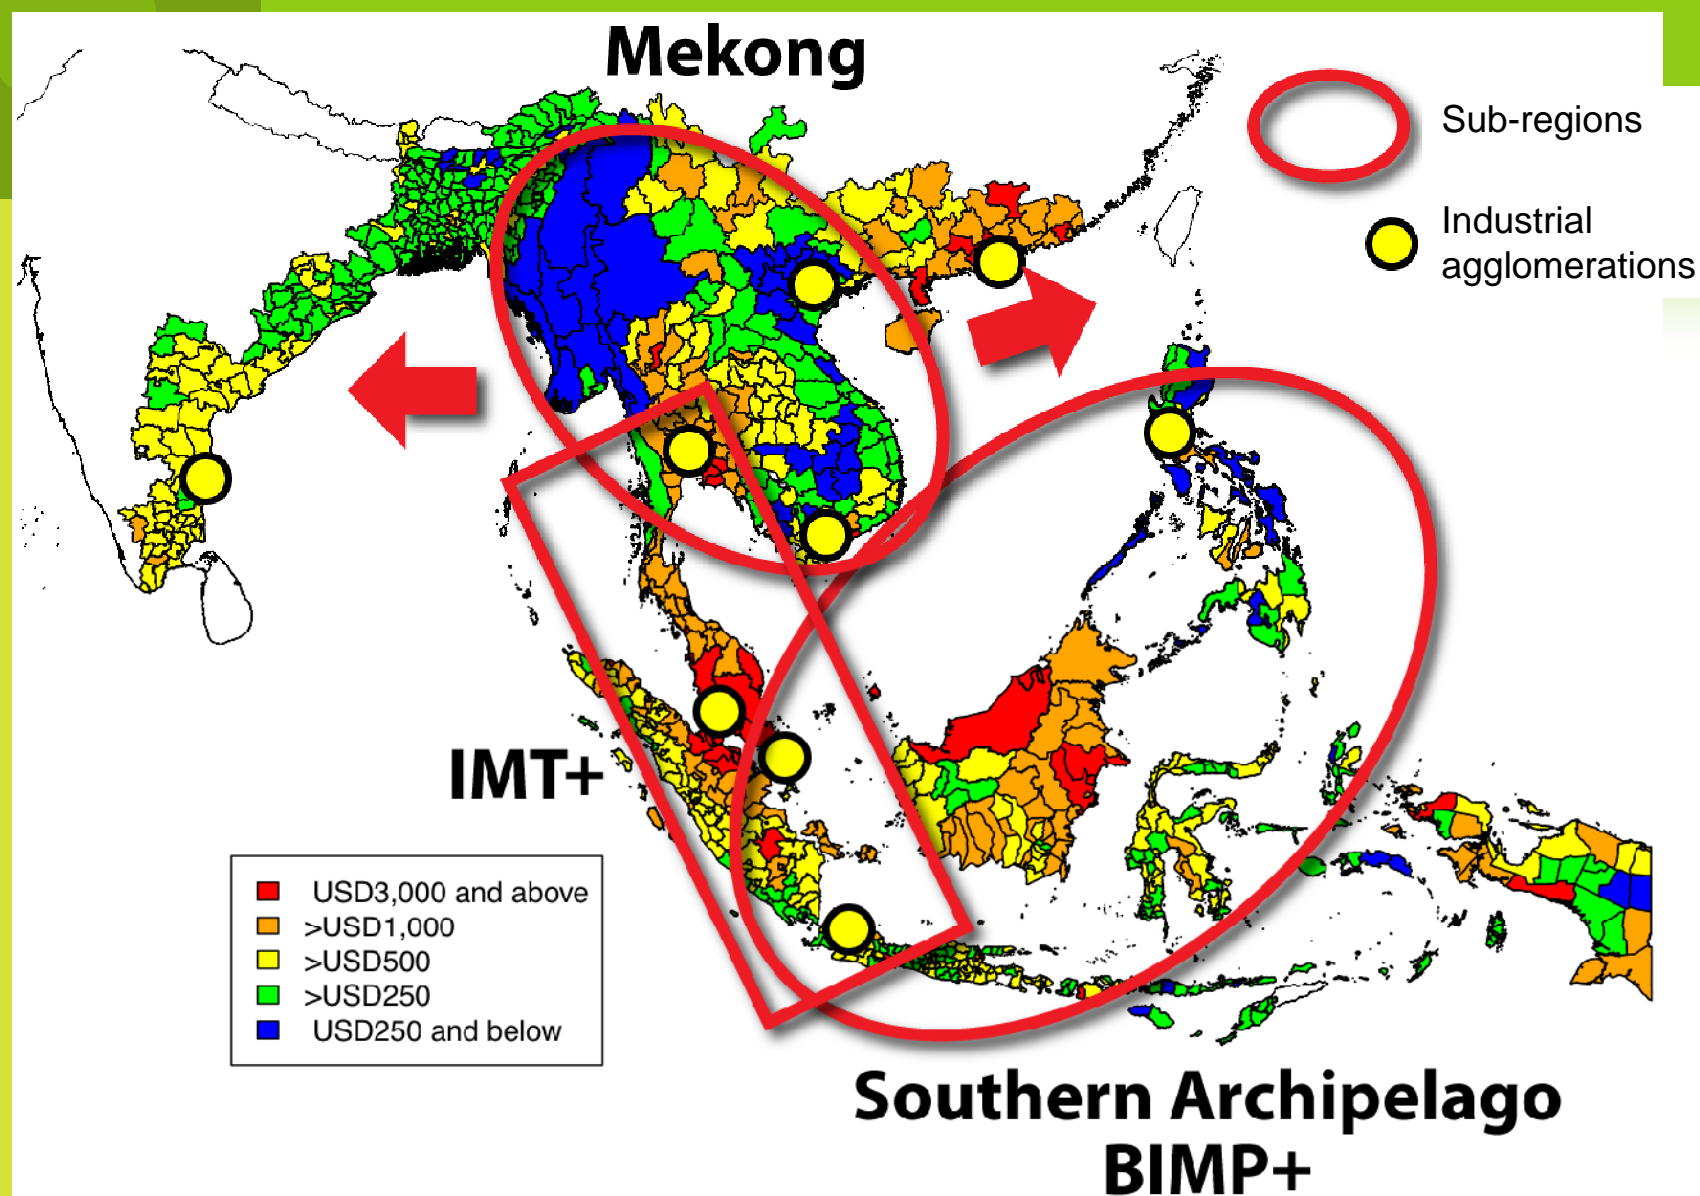 Mekong
Sub-regions
Industrial
agglomerations
IMT+
USD3,000 and above
>USD1,000
>USD500
>USD250
USD250 and below
Southern Archipelago
BIMP+